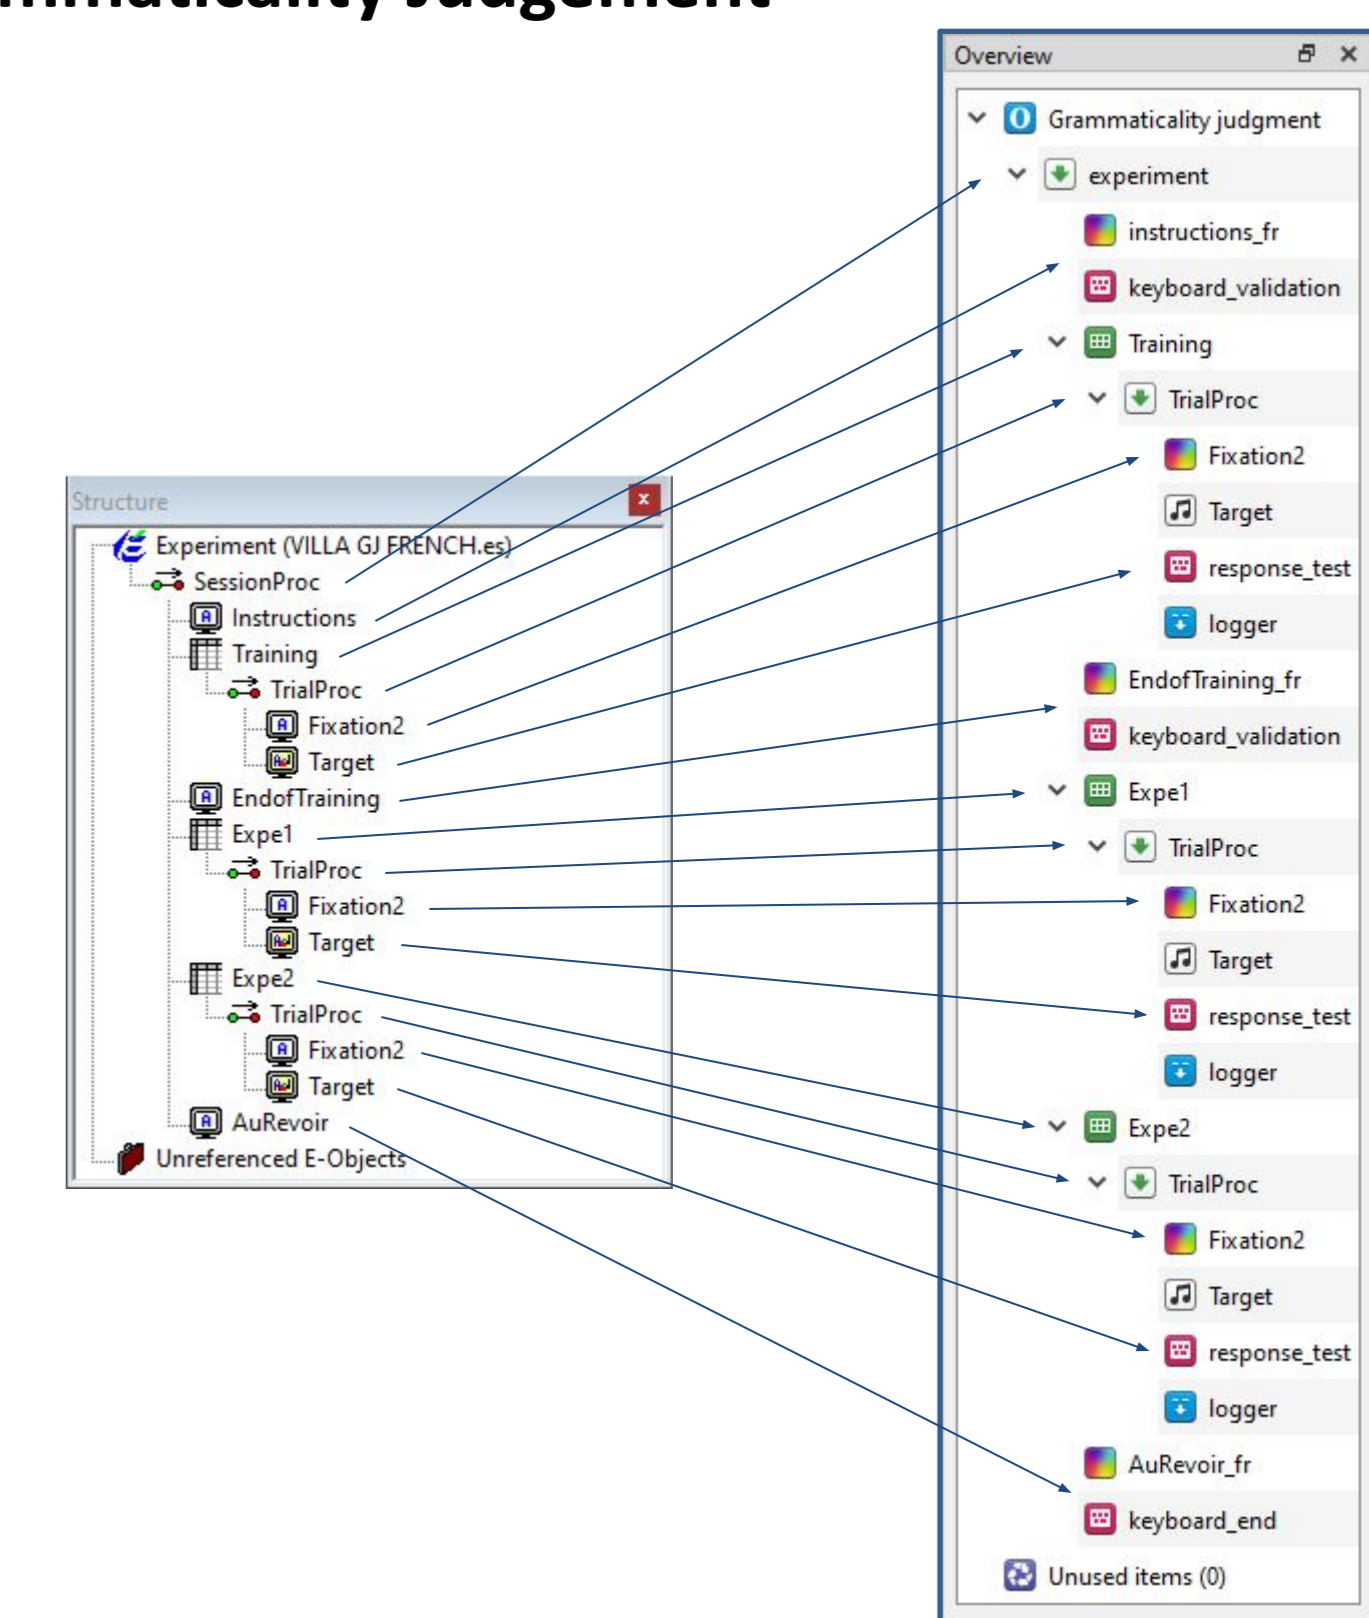 mmaticality Judgement
Structure
Experiment (VILLA GJ FRENCH.es)
SessionProc
Instructions
Training
TrialProc
Fixation2
Target
EndofTraining
Expe1
TrialProc
Fixation2
Target
Expe2
TrialProc
Fixation2
Target
AuRevoir
Unreferenced E-Objects
Overview
Grammaticality judgment
experiment
instructions_fr
keyboard_validation
Training
TrialProc
Fixation2
Target
response_test
logger
EndofTraining_fr
keyboard_validation
Expe1
TrialProc
Fixation2
Target
response_test
logger
Expe2
TrialProc
Fixation2
Target
response_test
logger
AuRevoir_fr
keyboard_end
Unused items (0)